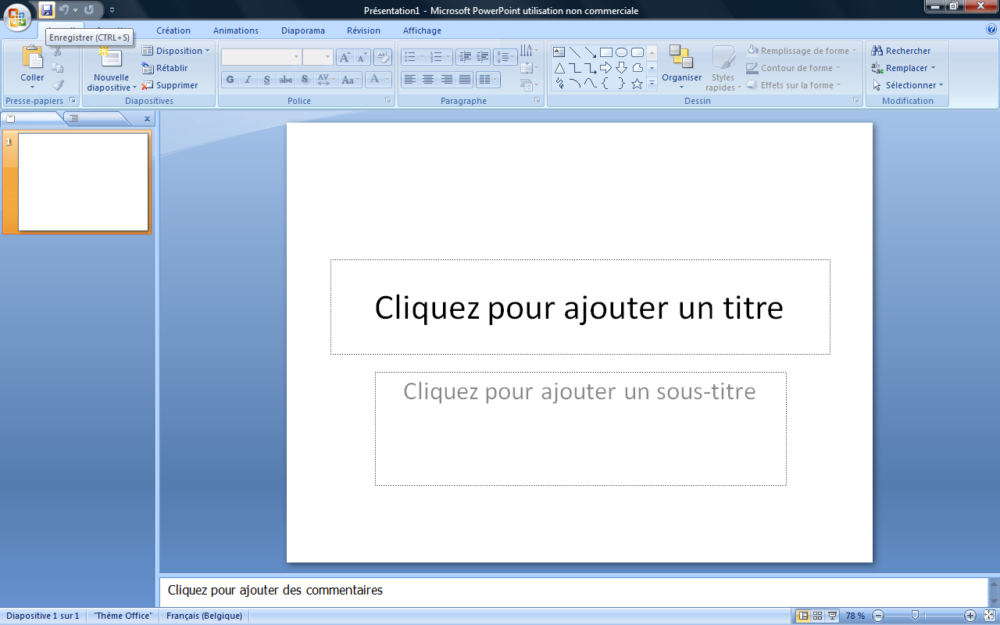 Présentation1 - Microsoft PowerPoint utilisation non commerciale
Enregistrer (CTRL+S)
Création Animations Diaporama Révision Affichage
Coller
Presse-papiers
Nouvelle diapositive
Disposition
Rétablir
Supprimer
Diapositives
G I S abc S AV Aa A
Police
Paragraphe
Organiser
Styles rapides
Remplissage de forme
Contour de forme
Effets sur la forme
Dessin
Rechercher
Remplacer
Sélectionner
Modification
1
Cliquez pour ajouter un titre
Cliquez pour ajouter un sous-titre
Cliquez pour ajouter des commentaires
Diapositive 1 sur 1 "Thème Office" Français (Belgique) 78 %